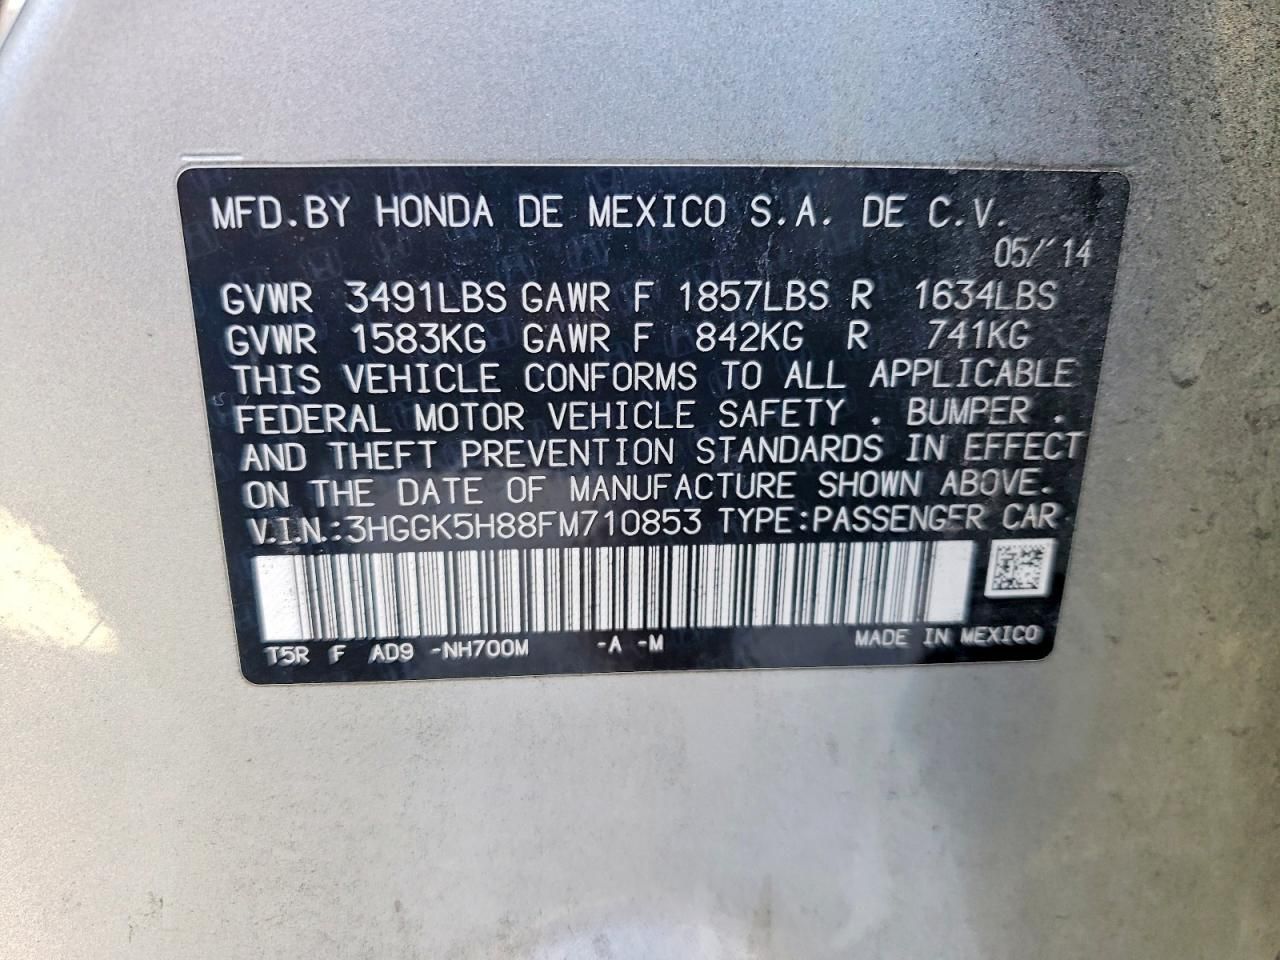 MFD.BY HONDA DE MEXICO S.A. DE C.V.
05/'14
GVWR 3491LBS GAWR F 1857LBS R 1634LBS
GVWR 1583KG GAWR F 842KG R 741KG
THIS VEHICLE CONFORMS TO ALL APPLICABLE
FEDERAL MOTOR VEHICLE SAFETY , BUMPER ,
AND THEFT PREVENTION STANDARDS IN EFFECT
ON THE DATE OF MANUFACTURE SHOWN ABOVE.
V.I.N.:3HGGK5H88FM710853 TYPE:PASSENGER CAR
T5R F AD9 -NH700M -A -M MADE IN MEXICO